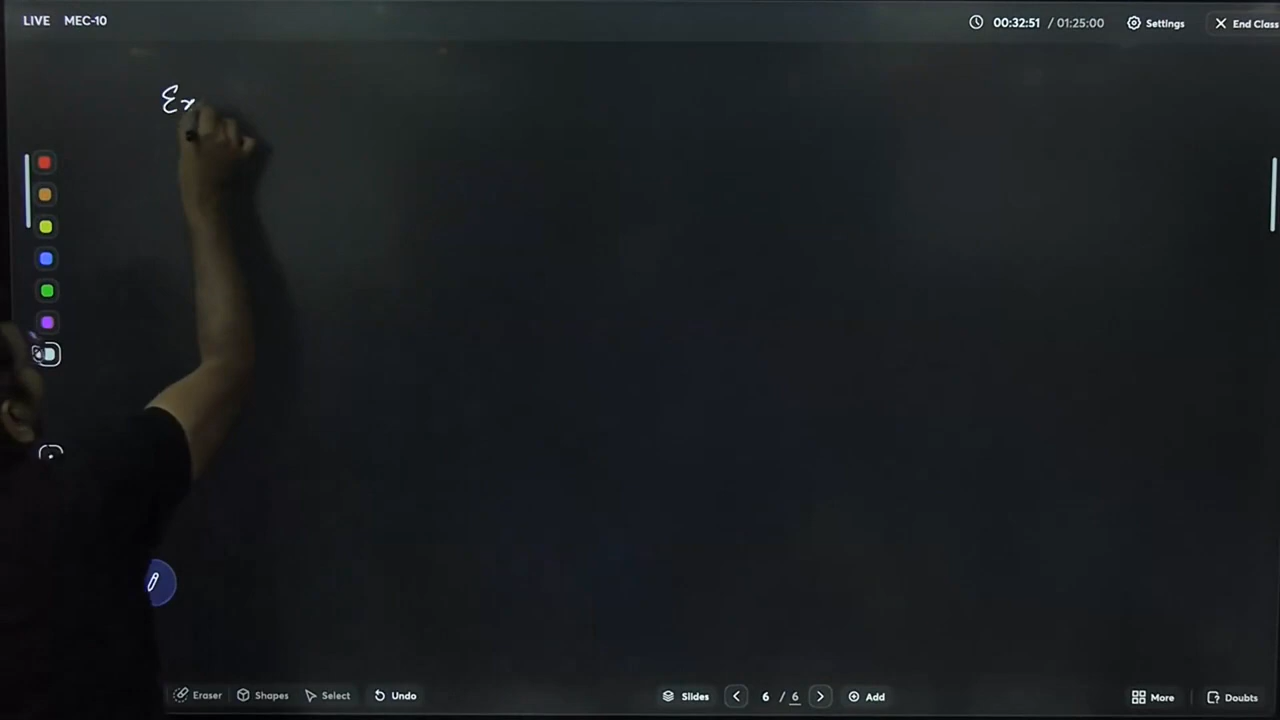 LIVE MEC-10 00:32:51 / 01:25:00 Settings End Class
Ex
Eraser Shapes Select Undo Slides 6 / 6 Add More Doubts